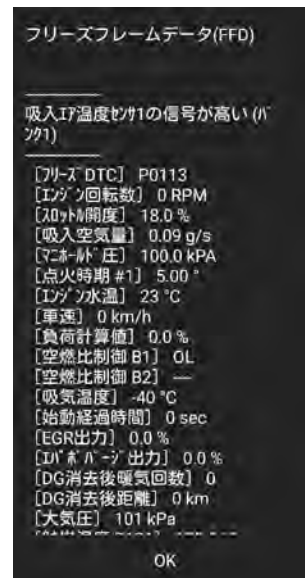 フリーズフレームデータ(FFD)
吸入ｴｱ温度ｾﾝｻ1の信号が高い (ﾊﾞ
ﾝｸ1)
[ﾌﾘｰｽﾞ DTC] P0113
[ｴﾝｼﾞﾝ回転数] 0 RPM
[ｽﾛｯﾄﾙ開度] 18.0 %
[吸入空気量] 0.09 g/s
[ﾏﾆﾎｰﾙﾄﾞ圧] 100.0 kPA
[点火時期 #1] 5.00 °
[ｴﾝｼﾞﾝ水温] 23 °C
[車速] 0 km/h
[負荷計算値] 0.0 %
[空燃比制御 B1] OL
[空燃比制御 B2] ---
[吸気温度] -40 °C
[始動経過時間] 0 sec
[EGR出力] 0.0 %
[ｴﾊﾞﾎﾟﾊﾟｰｼﾞ出力] 0.0 %
[DG消去後暖気回数] 0
[DG消去後距離] 0 km
[大気圧] 101 kPa
OK